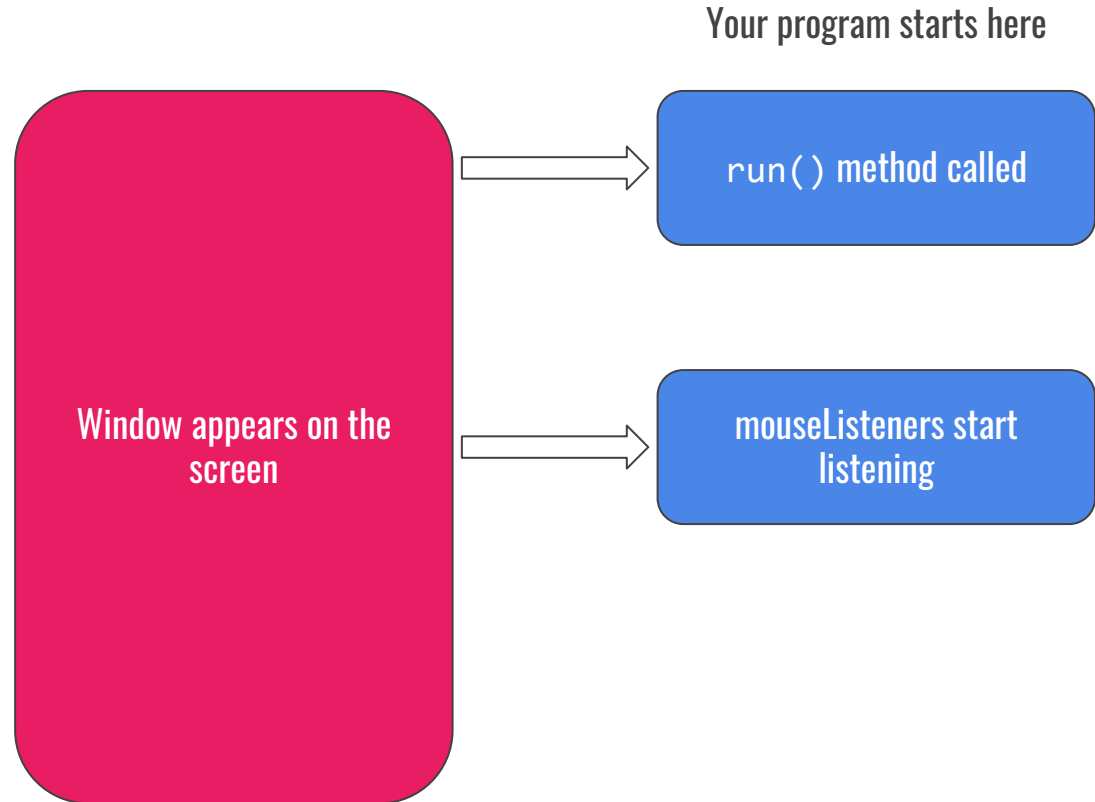 Your program starts here
run() method called
Window appears on the
screen
mouseListeners start
listening